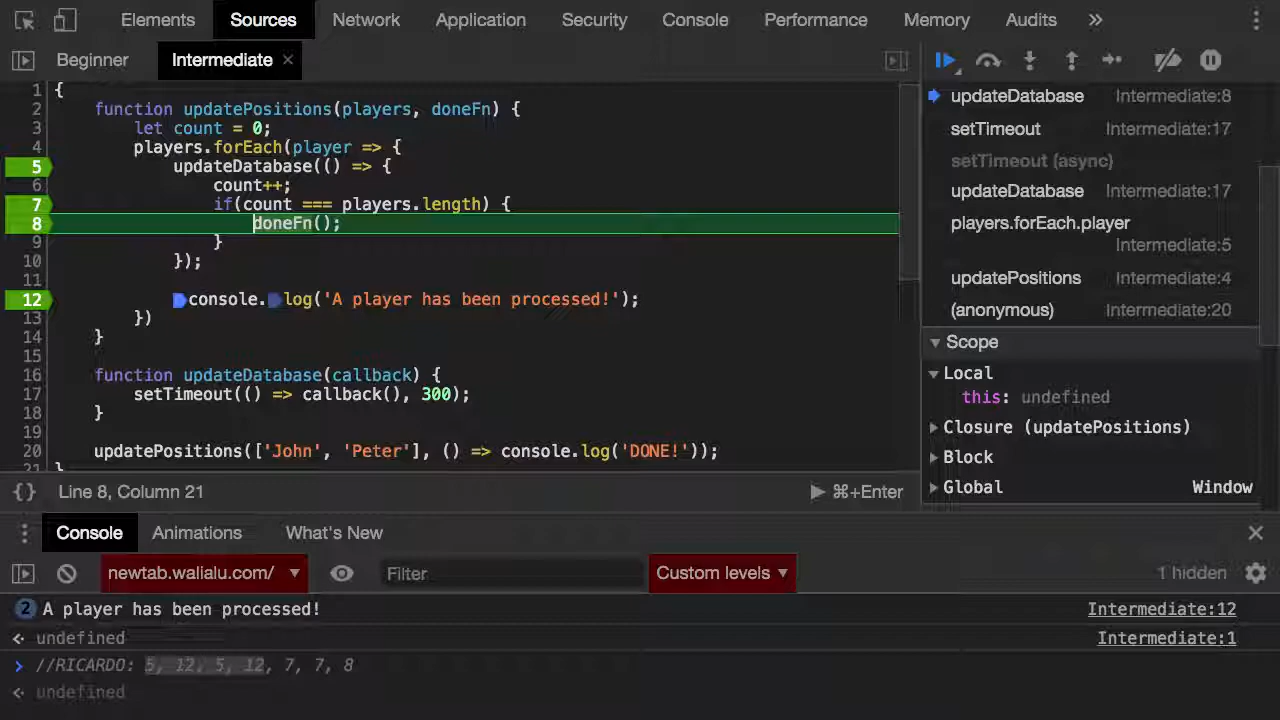 Elements Sources Network Application Security Console Performance Memory Audits »
Beginner Intermediate ×
1 {
2 function updatePositions(players, doneFn) {
3 let count = 0;
4 players.forEach(player => {
5 updateDatabase(() => {
6 count++;
7 if(count === players.length) {
8 doneFn();
9 }
10 });
11
12 console.log('A player has been processed!');
13 })
14 }
15
16 function updateDatabase(callback) {
17 setTimeout(() => callback(), 300);
18 }
19
20 updatePositions(['John', 'Peter'], () => console.log('DONE!'));
21 }
{} Line 8, Column 21 ⌘+Enter
updateDatabase Intermediate:8
setTimeout Intermediate:17
setTimeout (async)
updateDatabase Intermediate:17
players.forEach.player
Intermediate:5
updatePositions Intermediate:4
(anonymous) Intermediate:20
Scope
Local
this: undefined
Closure (updatePositions)
Block
Global Window
Console Animations What's New
newtab.walialu.com/ Filter Custom levels 1 hidden
2 A player has been processed! Intermediate:12
undefined Intermediate:1
//RICARDO: 5, 12, 5, 12, 7, 7, 8
undefined